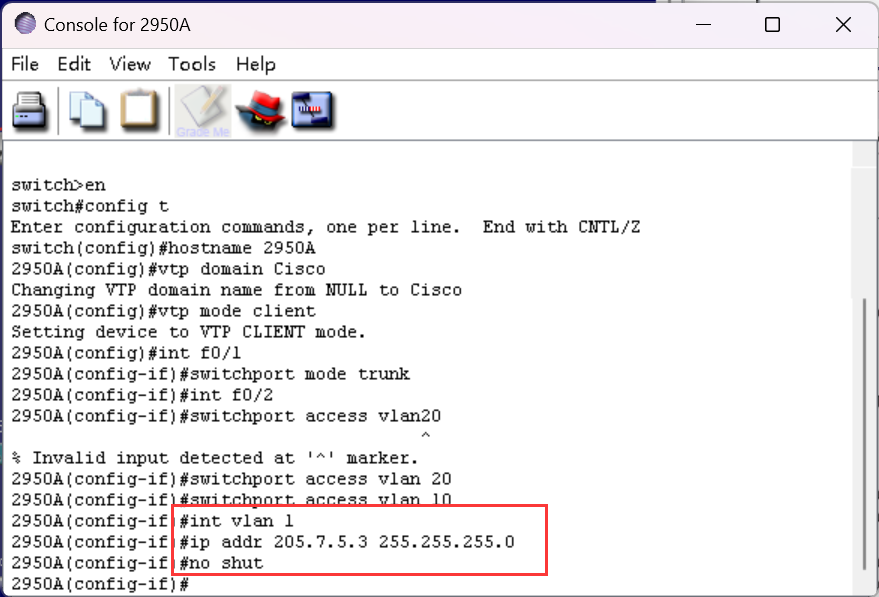 Console for 2950A
File Edit View Tools Help
Grade Me
switch>en
switch#config t
Enter configuration commands, one per line.  End with CNTL/Z
switch(config)#hostname 2950A
2950A(config)#vtp domain Cisco
Changing VTP domain name from NULL to Cisco
2950A(config)#vtp mode client
Setting device to VTP CLIENT mode.
2950A(config)#int f0/1
2950A(config-if)#switchport mode trunk
2950A(config-if)#int f0/2
2950A(config-if)#switchport access vlan20
^
% Invalid input detected at '^' marker.
2950A(config-if)#switchport access vlan 20
2950A(config-if)#switchport access vlan 10
2950A(config-if)#int vlan 1
2950A(config-if)#ip addr 205.7.5.3 255.255.255.0
2950A(config-if)#no shut
2950A(config-if)#